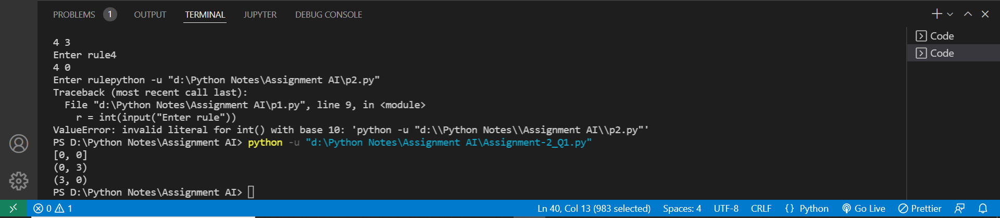 PROBLEMS 1 OUTPUT TERMINAL JUPYTER DEBUG CONSOLE
4 3
Enter rule4
4 0
Enter rulepython -u "d:\Python Notes\Assignment AI\p2.py"
Traceback (most recent call last):
  File "d:\Python Notes\Assignment AI\p1.py", line 9, in <module>
    r = int(input("Enter rule"))
ValueError: invalid literal for int() with base 10: 'python -u "d:\\Python Notes\\Assignment AI\\p2.py"'
PS D:\Python Notes\Assignment AI> python -u "d:\Python Notes\Assignment AI\Assignment-2_Q1.py"
[0, 0]
(0, 3)
(3, 0)
PS D:\Python Notes\Assignment AI>
Code
Code
0 1 Ln 40, Col 13 (983 selected) Spaces: 4 UTF-8 CRLF {} Python Go Live Prettier